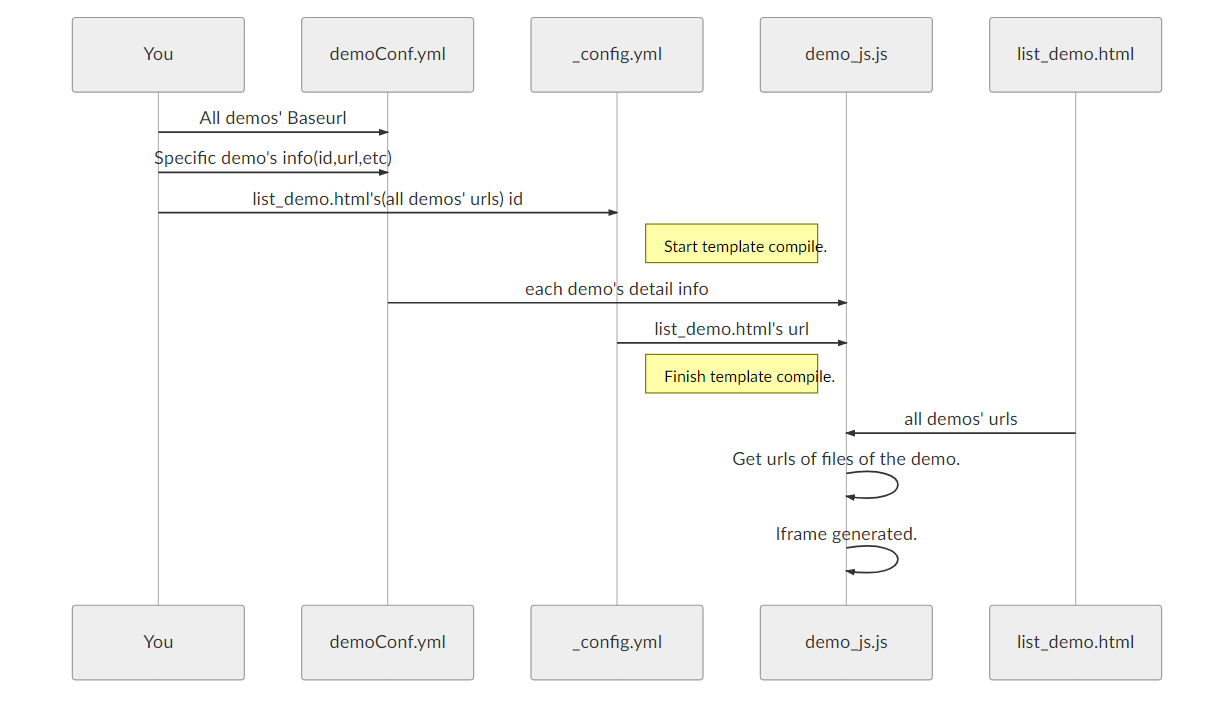 You
demoConf.yml
_config.yml
demo_js.js
list_demo.html
All demos' Baseurl
Specific demo's info(id,url,etc)
list_demo.html's(all demos' urls) id
Start template compile.
each demo's detail info
list_demo.html's url
Finish template compile.
all demos' urls
Get urls of files of the demo.
Iframe generated.
You
demoConf.yml
_config.yml
demo_js.js
list_demo.html